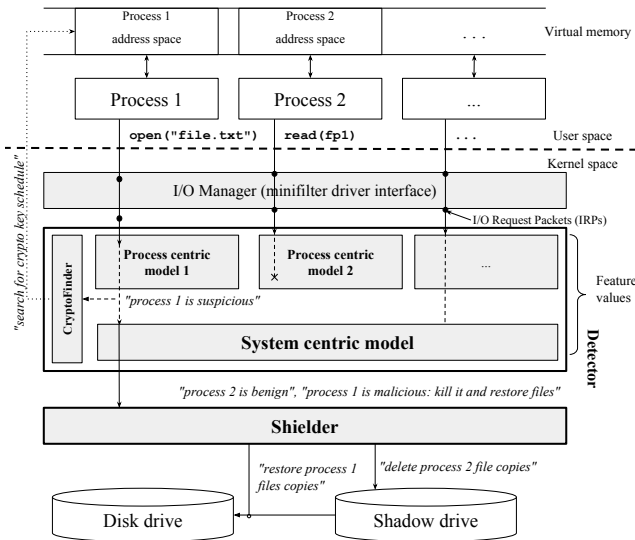 Process 1
address space
Process 2
address space
. . .
Virtual memory
Process 1
Process 2
...
open("file.txt")
read(fp1)
...
User space
Kernel space
I/O Manager (minifilter driver interface)
I/O Request Packets (IRPs)
"search for crypto key schedule"
CryptoFinder
Process centric
model 1
Process centric
model 2
...
Feature
values
"process 1 is suspicious"
System centric model
Detector
"process 2 is benign", "process 1 is malicious: kill it and restore files"
Shielder
"restore process 1
files copies"
"delete process 2 file copies"
Disk drive
Shadow drive